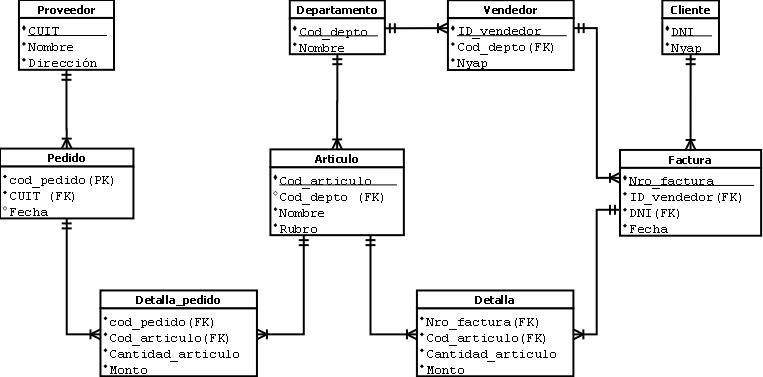 Proveedor
CUIT
Nombre
Dirección
Departamento
Cod_depto
Nombre
Vendedor
ID_vendedor
Cod_depto(FK)
Nyap
Cliente
DNI
Nyap
Pedido
cod_pedido(PK)
CUIT (FK)
Fecha
Articulo
Cod_articulo
Cod_depto (FK)
Nombre
Rubro
Factura
Nro_factura
ID_vendedor(FK)
DNI(FK)
Fecha
Detalla_pedido
cod_pedido(FK)
Cod_articulo(FK)
Cantidad_articulo
Monto
Detalla
Nro_factura(FK)
Cod_articulo(FK)
Cantidad_articulo
Monto